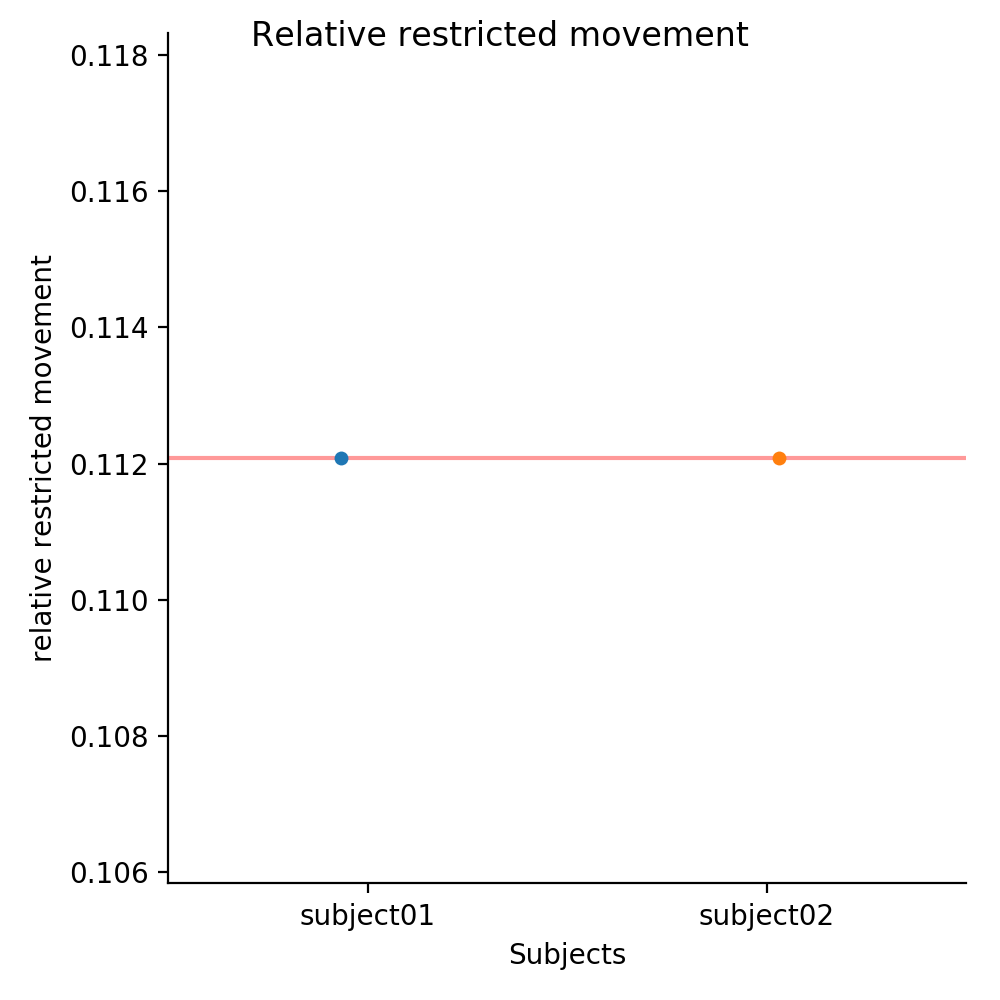 Relative restricted movement
0.118
0.116
0.114
0.112
0.110
0.108
0.106
relative restricted movement
subject01
subject02
Subjects